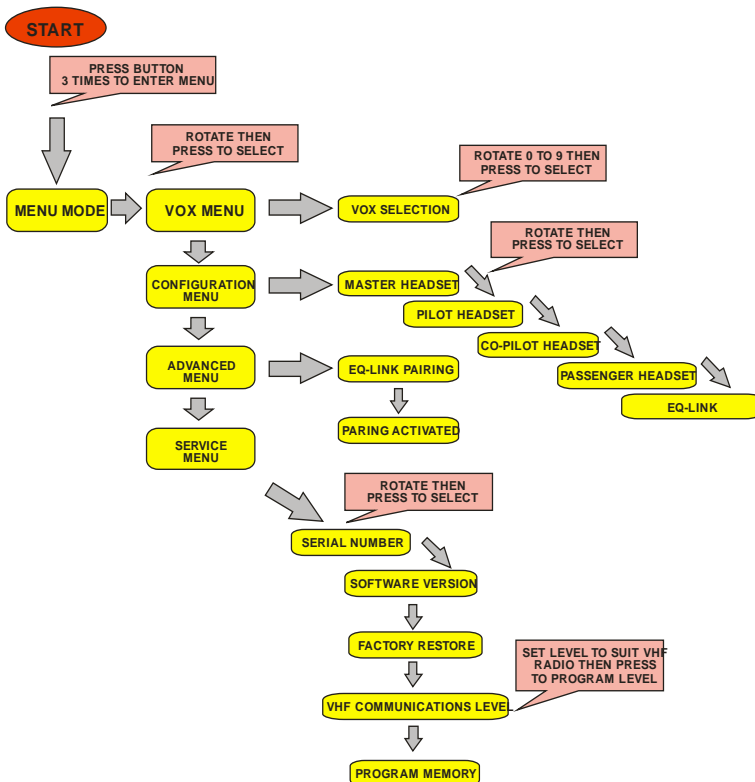 START
PRESS BUTTON
3 TIMES TO ENTER MENU
ROTATE THEN
PRESS TO SELECT
ROTATE 0 TO 9 THEN
PRESS TO SELECT
MENU MODE
VOX MENU
VOX SELECTION
ROTATE THEN
PRESS TO SELECT
CONFIGURATION
MENU
MASTER HEADSET
PILOT HEADSET
CO-PILOT HEADSET
PASSENGER HEADSET
EQ-LINK
ADVANCED
MENU
EQ-LINK PAIRING
PARING ACTIVATED
SERVICE
MENU
ROTATE THEN
PRESS TO SELECT
SERIAL NUMBER
SOFTWARE VERSION
FACTORY RESTORE
SET LEVEL TO SUIT VHF
RADIO THEN PRESS
TO PROGRAM LEVEL
VHF COMMUNICATIONS LEVEL
PROGRAM MEMORY